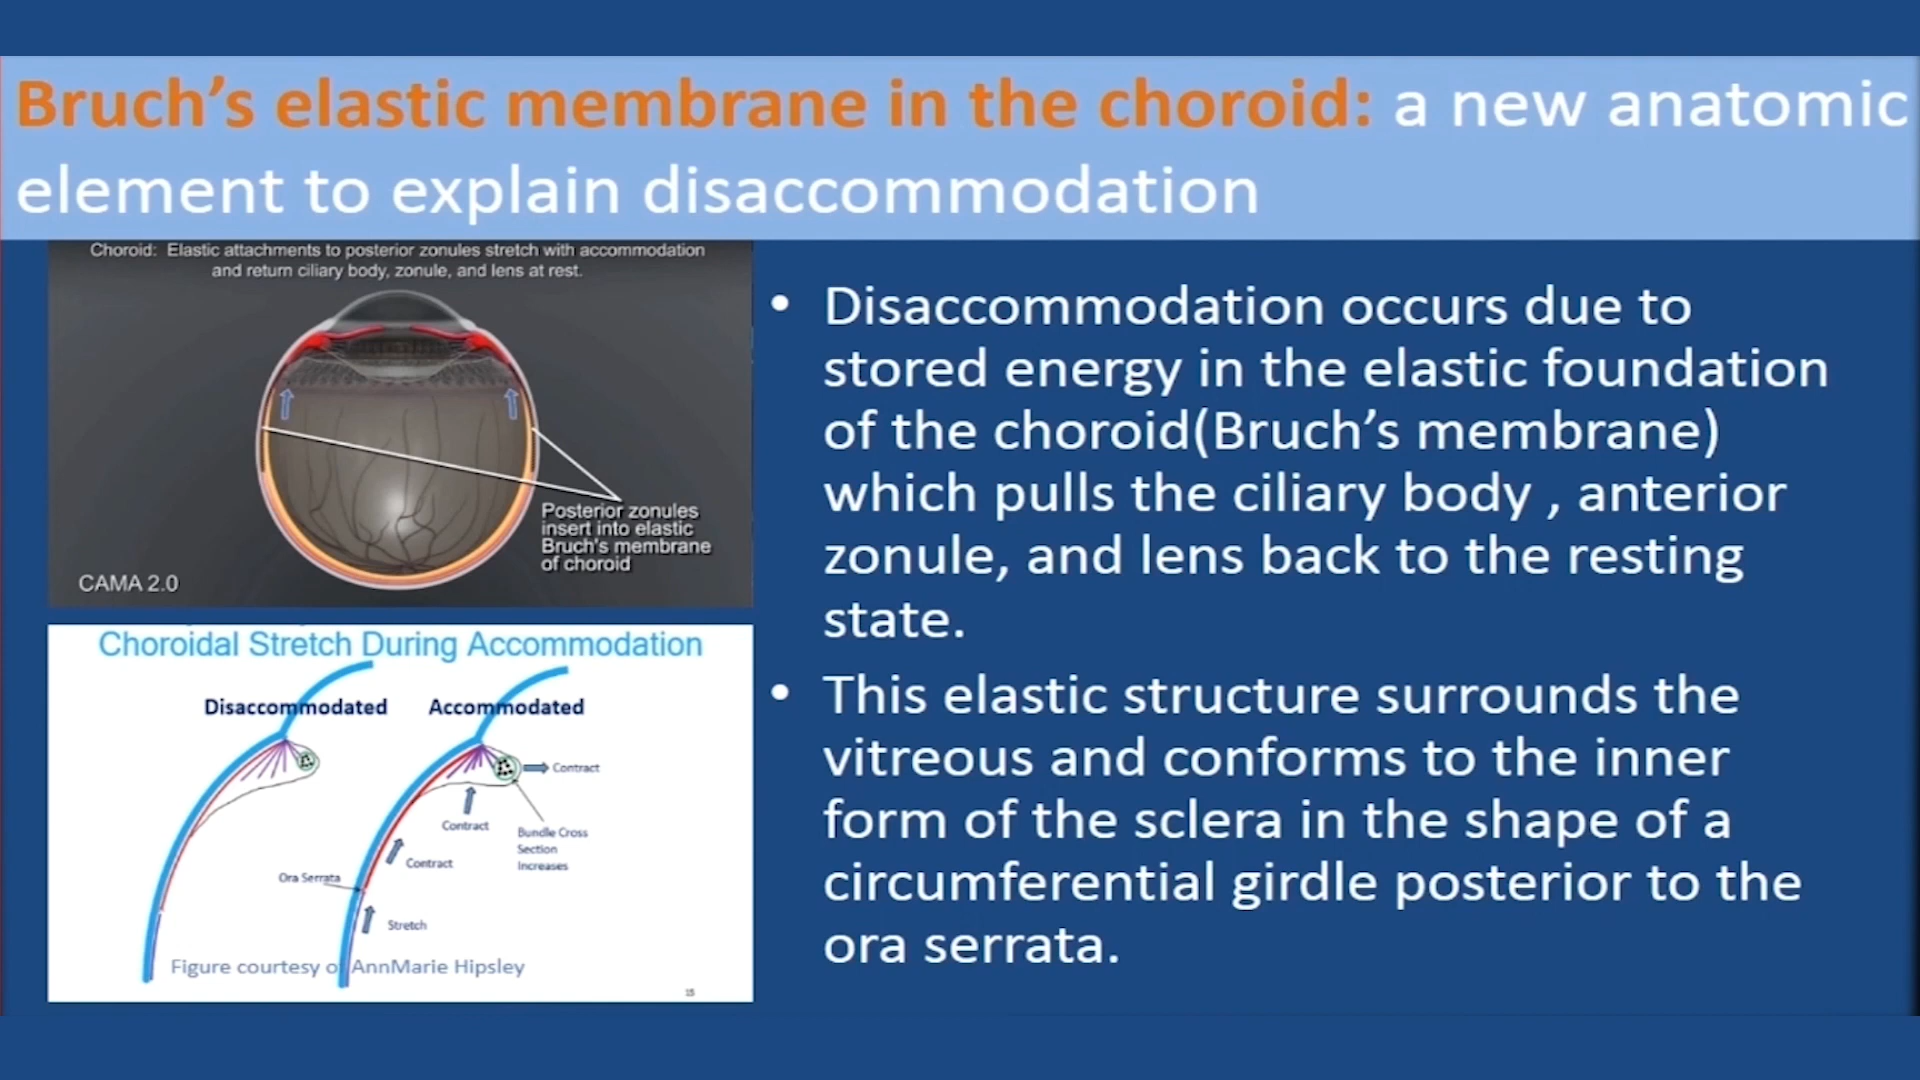 Bruch's elastic membrane in the choroid: a new anatomic
element to explain disaccommodation
Choroid: Elastic attachments to posterior zonules stretch with accommodation
and return ciliary body, zonule, and lens at rest.
Posterior zonules
insert into elastic
Bruch's membrane
of choroid
CAMA 2.0
Choroidal Stretch During Accommodation
Disaccommodated
Accommodated
Contract
Contract
Bundle Cross
Section
Increases
Contract
Ora Serrata
Stretch
Figure courtesy of AnnMarie Hipsley
15
• Disaccommodation occurs due to
stored energy in the elastic foundation
of the choroid(Bruch's membrane)
which pulls the ciliary body , anterior
zonule, and lens back to the resting
state.
• This elastic structure surrounds the
vitreous and conforms to the inner
form of the sclera in the shape of a
circumferential girdle posterior to the
ora serrata.